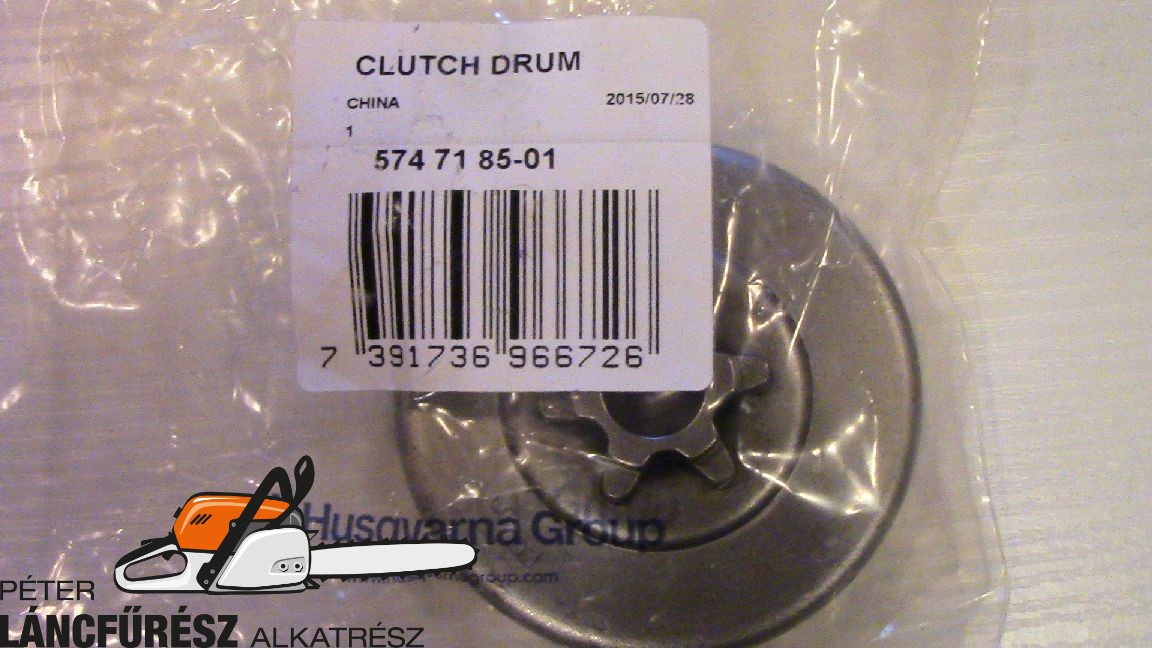 CLUTCH DRUM
CHINA 2015/07/28
1
574 71 85-01
7 391736 966726
Husqvarna Group
PÉTER
LÁNCFŰRÉSZ ALKATRÉSZ